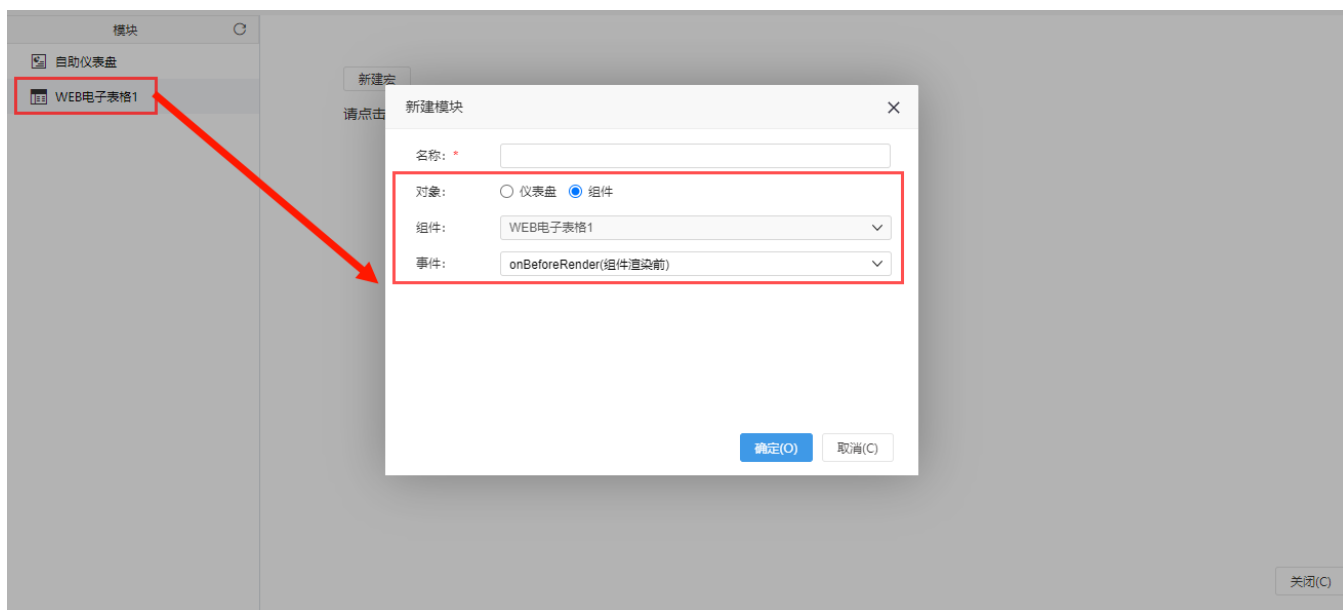 模块
自助仪表盘
WEB电子表格1
新建宏
请点击
新建模块
名称: *
对象: 仪表盘 组件
组件: WEB电子表格1
事件: onBeforeRender(组件渲染前)
确定(O) 取消(C)
关闭(C)